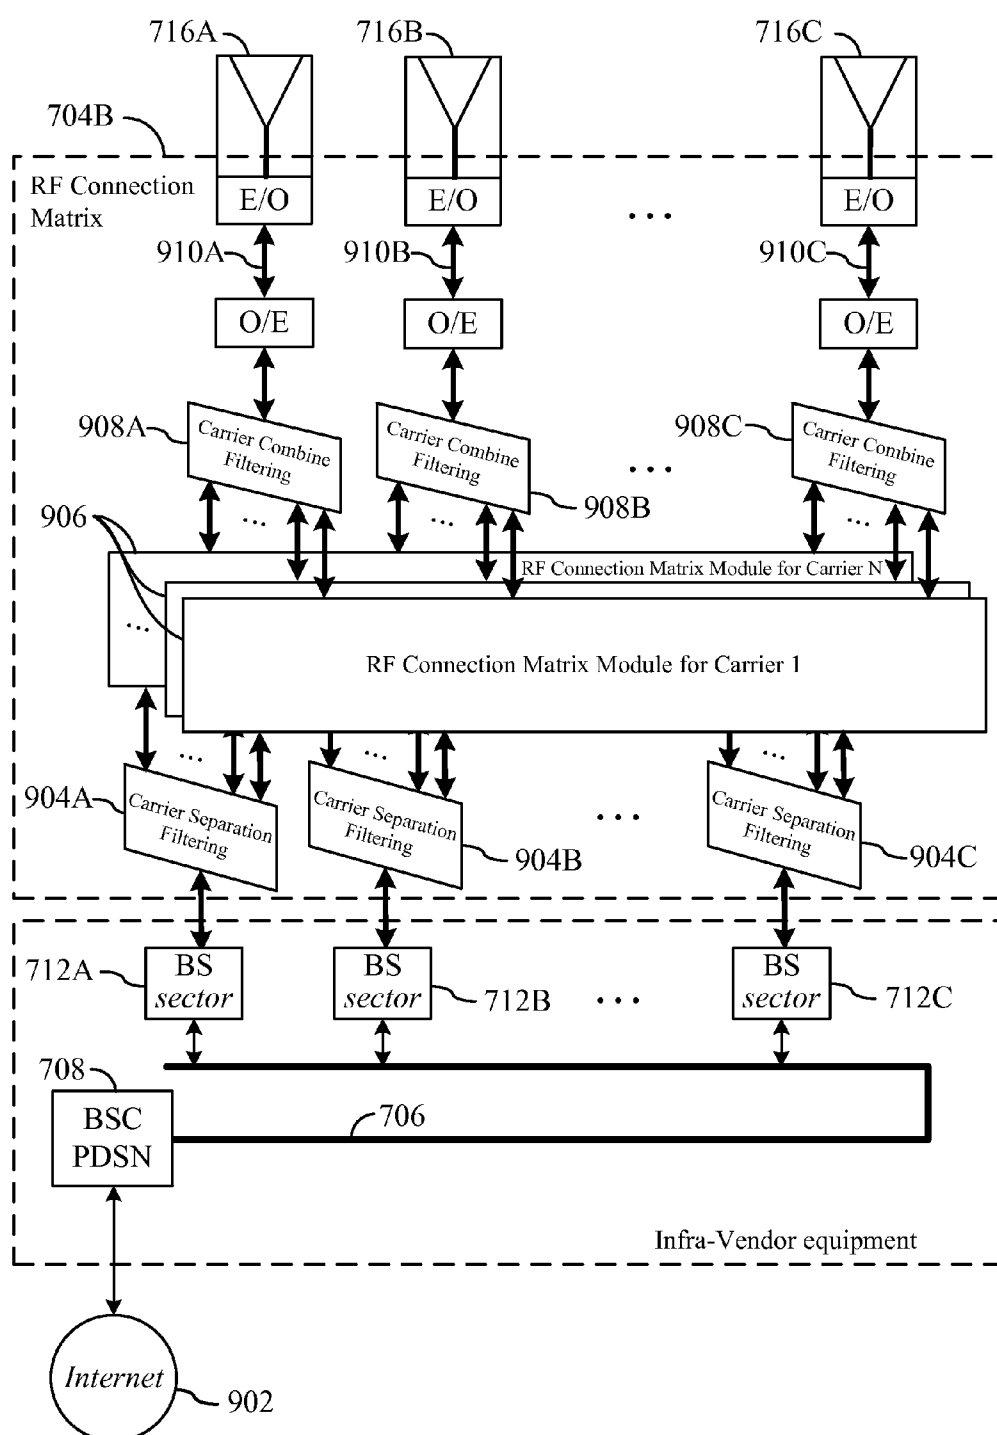 716A
716B
716C
704B
RF Connection
Matrix
E/O
E/O
E/O
...
910A
910B
910C
O/E
O/E
O/E
908A
Carrier Combine
Filtering
Carrier Combine
Filtering
908B
...
908C
Carrier Combine
Filtering
...
...
...
906
RF Connection Matrix Module for Carrier N
...
RF Connection Matrix Module for Carrier 1
...
...
...
904A
Carrier Separation
Filtering
Carrier Separation
Filtering
904B
...
Carrier Separation
Filtering
904C
712A
BS
sector
BS
sector
712B
...
BS
sector
712C
708
BSC
PDSN
706
Infra-Vendor equipment
Internet
902